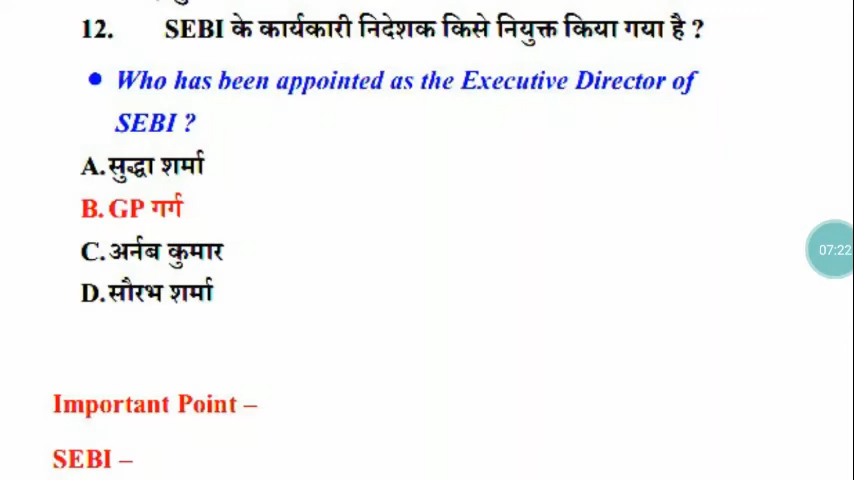 12. SEBI के कार्यकारी निदेशक किसे नियुक्त किया गया है ?
• Who has been appointed as the Executive Director of
SEBI ?
A. सुद्धा शर्मा
B. GP गर्ग
C. अर्नब कुमार
D. सौरभ शर्मा
07:22
Important Point –
SEBI –